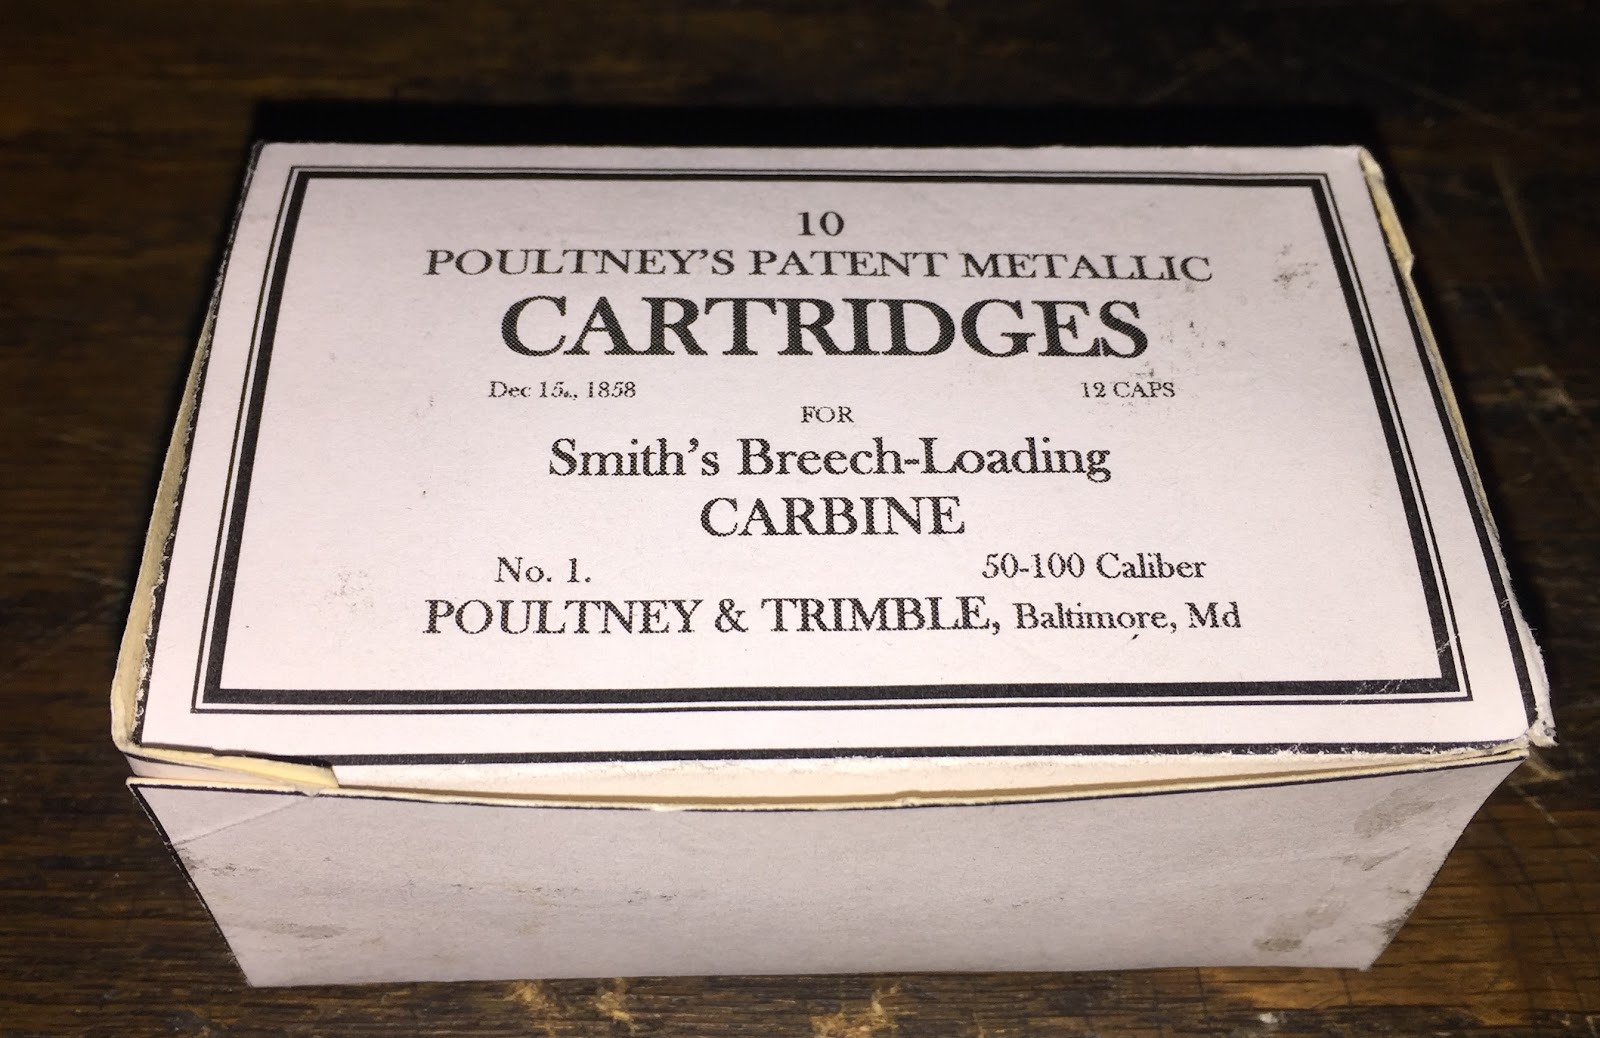 10
POULTNEY'S PATENT METALLIC
CARTRIDGES
Dec 15., 1858 12 CAPS
FOR
Smith's Breech-Loading
CARBINE
No. 1. 50-100 Caliber
POULTNEY & TRIMBLE, Baltimore, Md